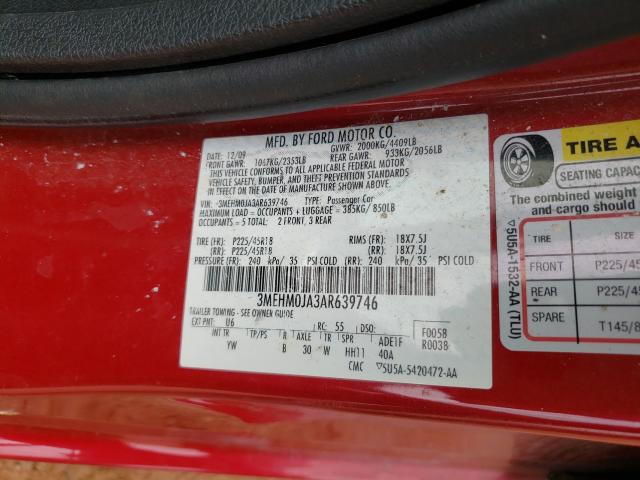 MFD. BY FORD MOTOR CO.
DATE: 12/09 GVWR: 2000KG/4409LB
FRONT GAWR: 1067KG/2353LB REAR GAWR: 933KG/2056LB
THIS VEHICLE CONFORMS TO ALL APPLICABLE FEDERAL MOTOR
VEHICLE SAFETY, BUMPER, AND THEFT PREVENTION STANDARDS
IN EFFECT ON THE DATE OF MANUFACTURE SHOWN ABOVE.
VIN: 3MEHM0JA3AR639746 TYPE: Passenger Car
MAXIMUM LOAD = OCCUPANTS + LUGGAGE = 385KG/850LB
OCCUPANTS = 5 TOTAL 2 FRONT, 3 REAR
TIRE (FR): P225/45R18 RIMS (FR): 18X7.5J
(RR): P225/45R18 (RR): 18X7.5J
PRESSURE (FR): 240 kPa/ 35 PSI COLD (RR): 240 kPa/ 35 PSI COLD
3MEHM0JA3AR639746
TRAILER TOWING - SEE OWNER GUIDE
EXT PNT: U6 RC: 55 DSO: F0058
INT TR TP/PS R AXLE TR SPR ADE1F R0038
YW B 30 W HH11 40A
CMC ▽5U5A-5420472-AA
TIRE A
SEATING CAPACITY
The combined weight
and cargo should
TIRE
FRONT P225/4
REAR P225/4
SPARE T145/8
▽5U5A-1532-AA (TLU)